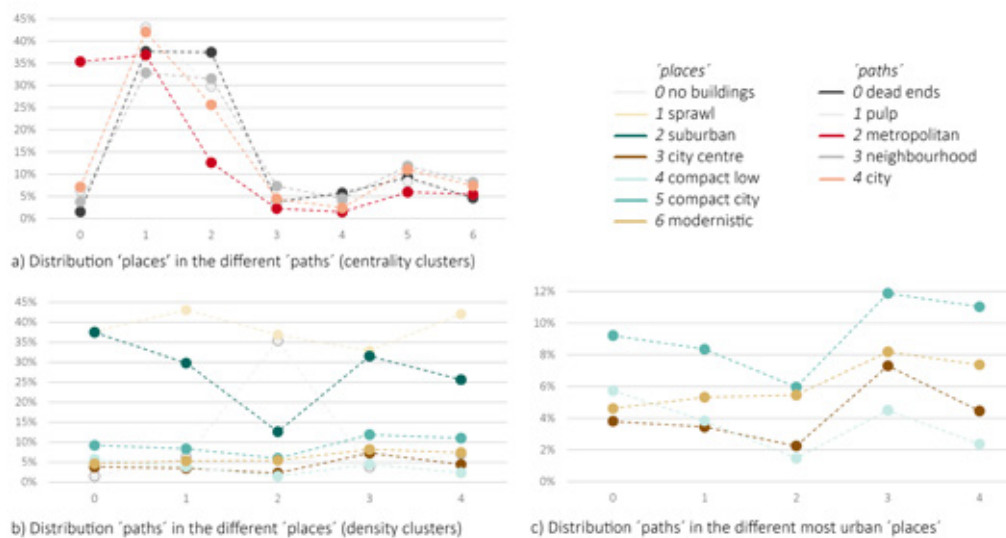 45%
40%
35%
30%
25%
20%
15%
10%
5%
0%
0 1 2 3 4 5 6
a) Distribution 'places' in the different ´paths´ (centrality clusters)
´places´
0 no buildings
1 sprawl
2 suburban
3 city centre
4 compact low
5 compact city
6 modernistic
´paths´
0 dead ends
1 pulp
2 metropolitan
3 neighbourhood
4 city
45%
40%
35%
30%
25%
20%
15%
10%
5%
0%
0 1 2 3 4
b) Distribution ´paths´ in the different ´places´ (density clusters)
12%
10%
8%
6%
4%
2%
0%
0 1 2 3 4
c) Distribution ´paths´ in the different most urban ´places´